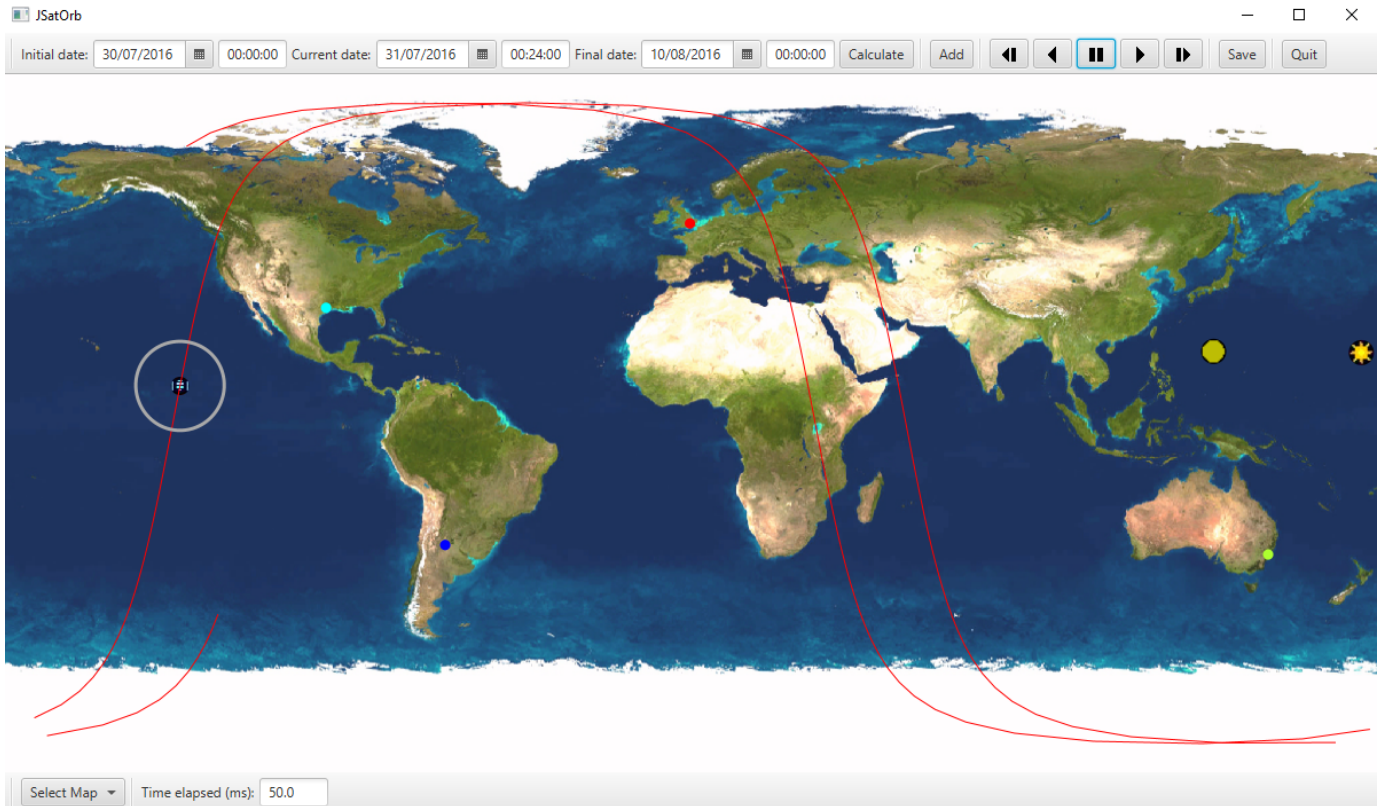 JSatOrb
Initial date: 30/07/2016 00:00:00 Current date: 31/07/2016 00:24:00 Final date: 10/08/2016 00:00:00 Calculate Add Save Quit
Select Map Time elapsed (ms): 50.0